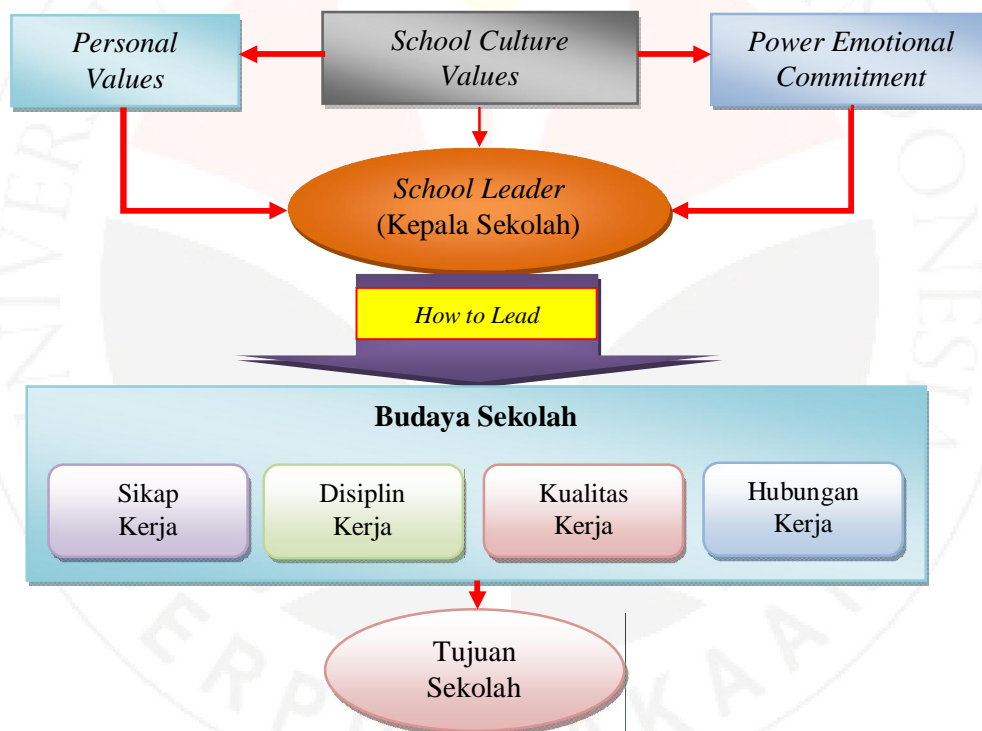 Personal
Values
School Culture
Values
Power Emotional
Commitment
School Leader
(Kepala Sekolah)
How to Lead
Budaya Sekolah
Sikap
Kerja
Disiplin
Kerja
Kualitas
Kerja
Hubungan
Kerja
Tujuan
Sekolah